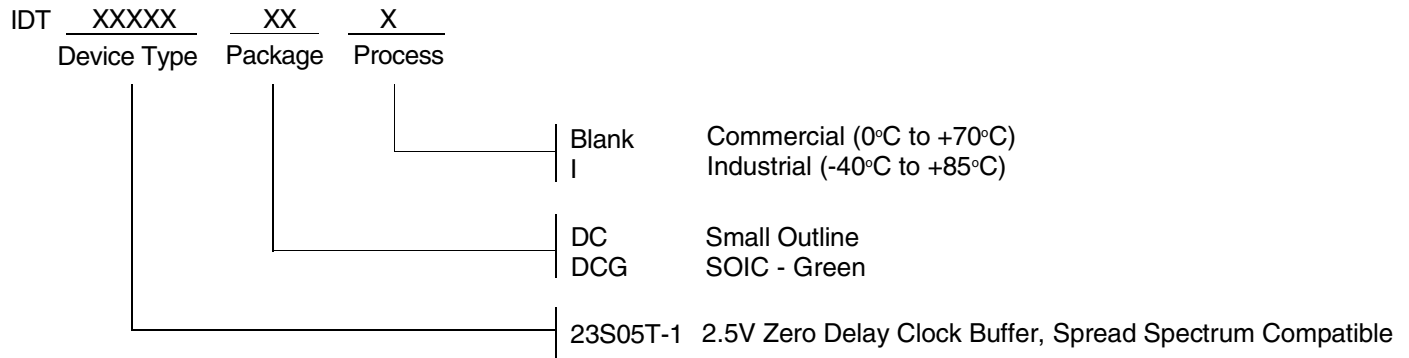 IDT XXXXX XX X
Device Type Package Process
Blank Commercial (0°C to +70°C)
I Industrial (-40°C to +85°C)
DC Small Outline
DCG SOIC - Green
23S05T-1 2.5V Zero Delay Clock Buffer, Spread Spectrum Compatible